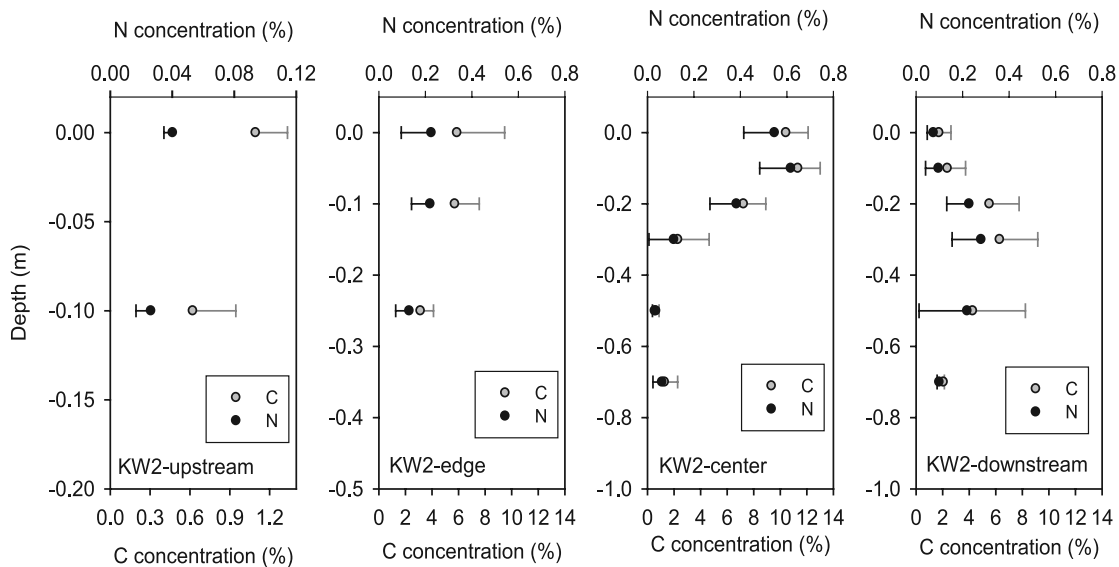 N concentration (%) N concentration (%) N concentration (%) N concentration (%)
0.00 0.04 0.08 0.12 0.0 0.2 0.4 0.6 0.8 0.0 0.2 0.4 0.6 0.8 0.0 0.2 0.4 0.6 0.8
Depth (m)
0.00
-0.05
-0.10
-0.15
-0.20
C
N
KW2-upstream
0.0 0.3 0.6 0.9 1.2
C concentration (%)
0.0
-0.1
-0.2
-0.3
-0.4
-0.5
C
N
KW2-edge
0 2 4 6 8 10 12 14
C concentration (%)
0.0
-0.2
-0.4
-0.6
-0.8
-1.0
C
N
KW2-center
0 2 4 6 8 10 12 14
C concentration (%)
0.0
-0.2
-0.4
-0.6
-0.8
-1.0
C
N
KW2-downstream
0 2 4 6 8 10 12 14
C concentration (%)